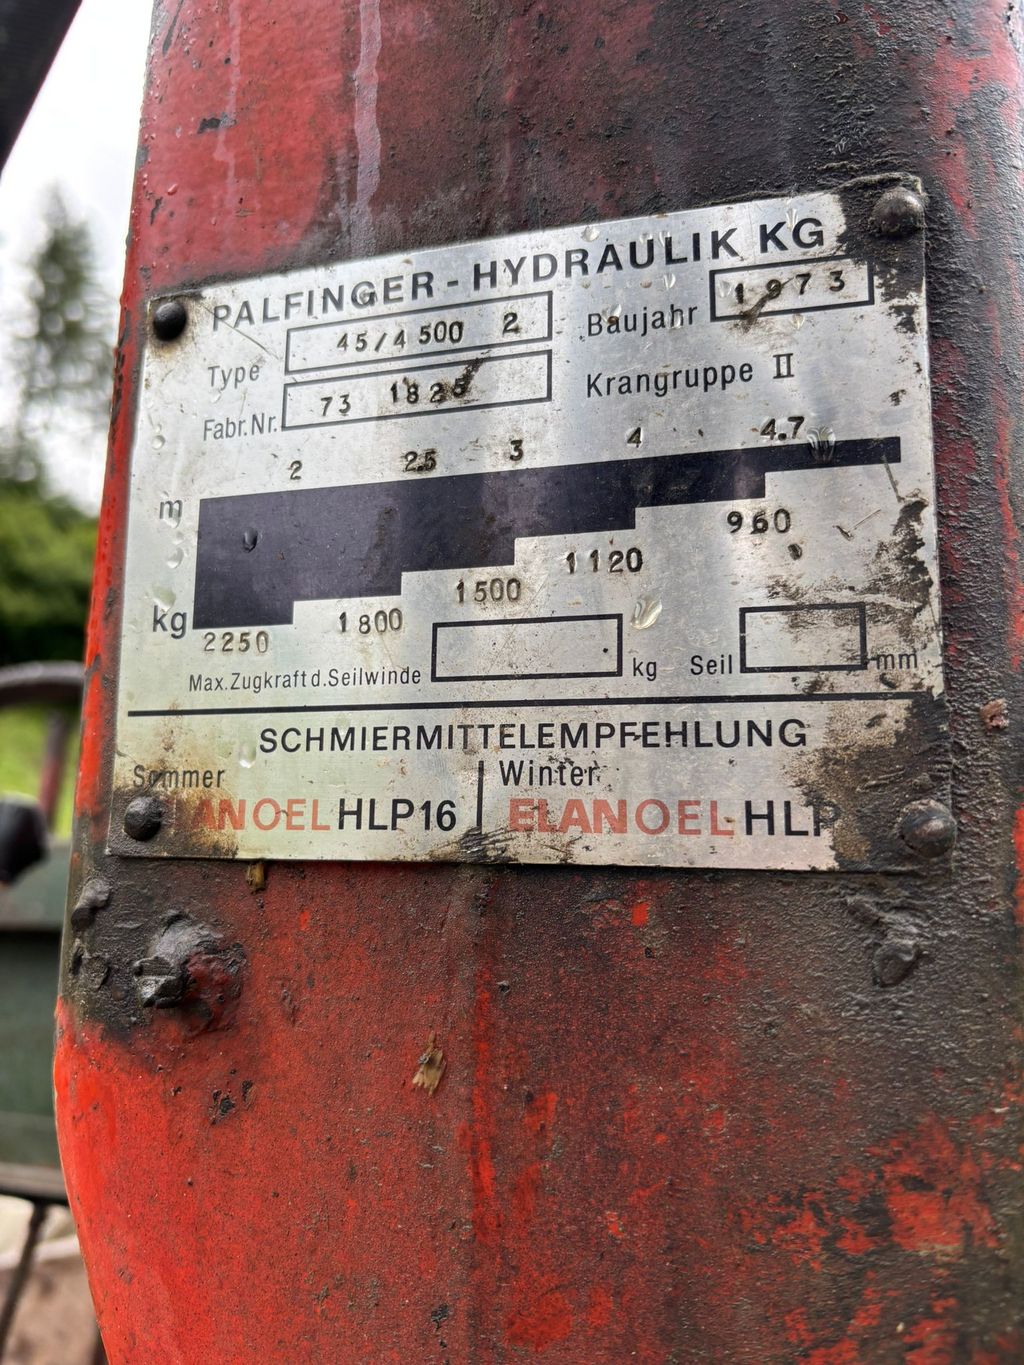 PALFINGER - HYDRAULIK KG
Type 45/4 500 2 Baujahr 1973
Fabr.Nr. 73 1825 Krangruppe II
m 2 2.5 3 4 4.7
kg 2250 1800 1500 1120 960
Max. Zugkraft d. Seilwinde kg Seil mm
SCHMIERMITTELEMPFEHLUNG
Sommer Winter
ANOEL HLP16 ELANOEL HLP